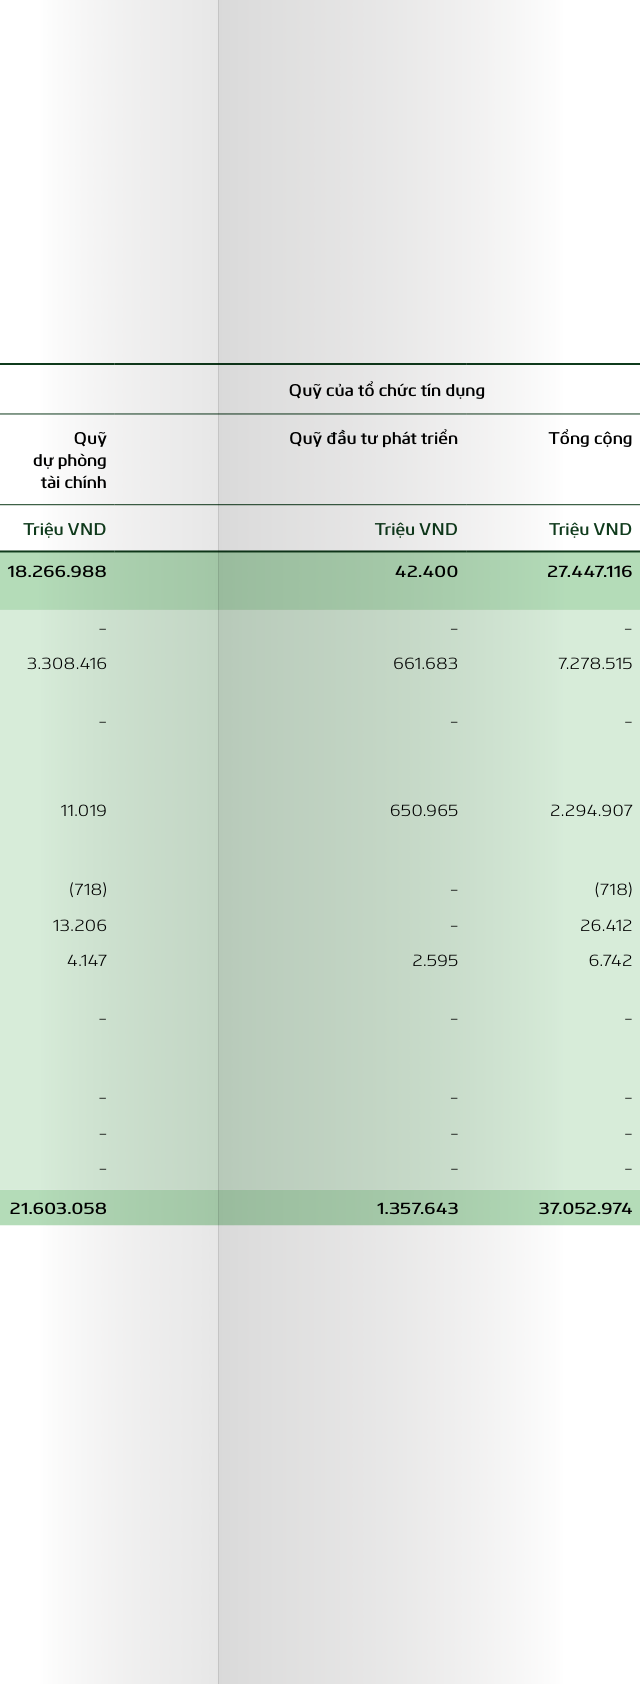 Quỹ của tổ chức tín dụng
Quỹ dự phòng tài chính Quỹ đầu tư phát triển Tổng cộng
Triệu VND Triệu VND Triệu VND
18.266.988 42.400 27.447.116
– – –
3.308.416 661.683 7.278.515
– – –
11.019 650.965 2.294.907
(718) – (718)
13.206 – 26.412
4.147 2.595 6.742
– – –
– – –
– – –
– – –
21.603.058 1.357.643 37.052.974